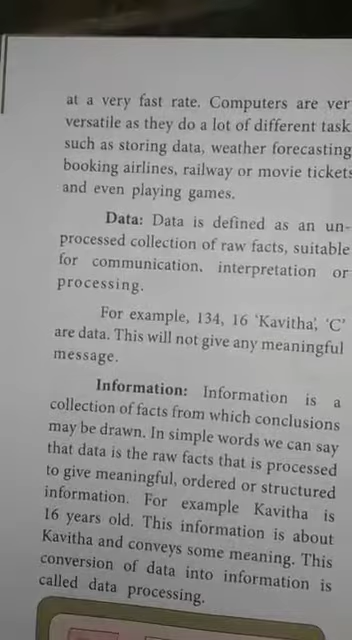 at a very fast rate. Computers are ver
versatile as they do a lot of different task
such as storing data, weather forecasting
booking airlines, railway or movie tickets
and even playing games.
Data: Data is defined as an un-
processed collection of raw facts, suitable
for communication, interpretation or
processing.
For example, 134, 16 'Kavitha', 'C'
are data. This will not give any meaningful
message.
Information: Information is a
collection of facts from which conclusions
may be drawn. In simple words we can say
that data is the raw facts that is processed
to give meaningful, ordered or structured
information. For example Kavitha is
16 years old. This information is about
Kavitha and conveys some meaning. This
conversion of data into information is
called data processing.